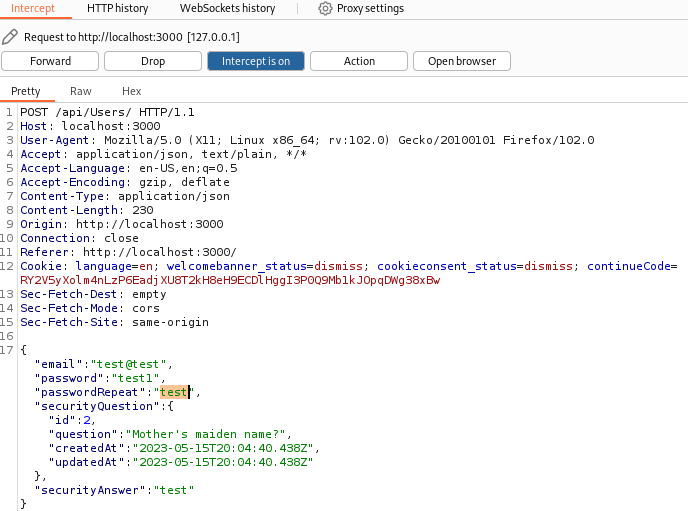 Intercept HTTP history WebSockets history Proxy settings
Request to http://localhost:3000 [127.0.0.1]
Forward Drop Intercept is on Action Open browser
Pretty Raw Hex
1 POST /api/Users/ HTTP/1.1
2 Host: localhost:3000
3 User-Agent: Mozilla/5.0 (X11; Linux x86_64; rv:102.0) Gecko/20100101 Firefox/102.0
4 Accept: application/json, text/plain, */*
5 Accept-Language: en-US,en;q=0.5
6 Accept-Encoding: gzip, deflate
7 Content-Type: application/json
8 Content-Length: 230
9 Origin: http://localhost:3000
10 Connection: close
11 Referer: http://localhost:3000/
12 Cookie: language=en; welcomebanner_status=dismiss; cookieconsent_status=dismiss; continueCode=
RY2V5yXolm4nLzP6EadjXU8T2kH8eH9ECDlHggI3P0Q9Mb1kJOpqDWg38xBw
13 Sec-Fetch-Dest: empty
14 Sec-Fetch-Mode: cors
15 Sec-Fetch-Site: same-origin
16
17 {
"email":"test@test",
"password":"test1",
"passwordRepeat":"test",
"securityQuestion":{
"id":2,
"question":"Mother's maiden name?",
"createdAt":"2023-05-15T20:04:40.438Z",
"updatedAt":"2023-05-15T20:04:40.438Z"
},
"securityAnswer":"test"
}